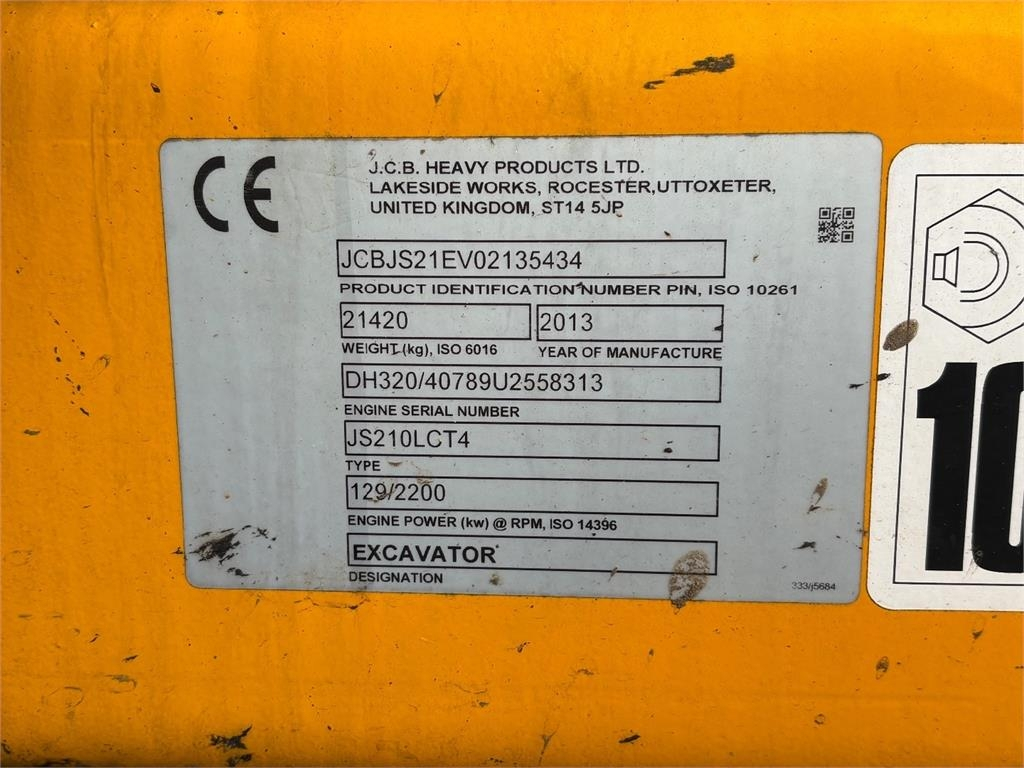 CE
J.C.B. HEAVY PRODUCTS LTD.
LAKESIDE WORKS, ROCESTER,UTTOXETER,
UNITED KINGDOM, ST14 5JP
JCBJS21EV02135434
PRODUCT IDENTIFICATION NUMBER PIN, ISO 10261
21420 2013
WEIGHT (kg), ISO 6016 YEAR OF MANUFACTURE
DH320/40789U2558313
ENGINE SERIAL NUMBER
JS210LCT4
TYPE
129/2200
ENGINE POWER (kw) @ RPM, ISO 14396
EXCAVATOR
DESIGNATION
333/j5684
10